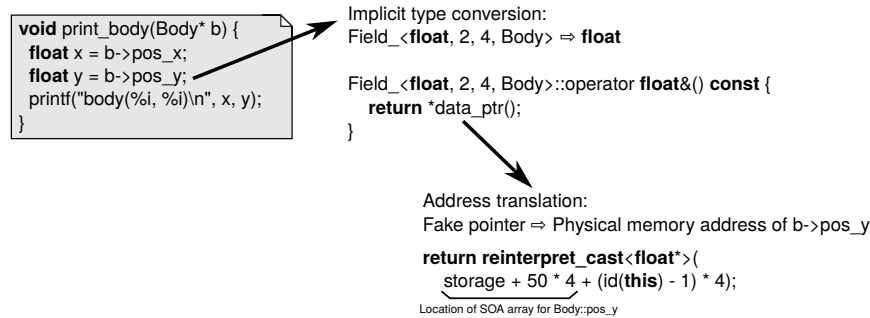 void print_body(Body* b) {
float x = b->pos_x;
float y = b->pos_y;
printf("body(%i, %i)\n", x, y);
}
Implicit type conversion:
Field_<float, 2, 4, Body> ⇨ float
Field_<float, 2, 4, Body>::operator float&() const {
return *data_ptr();
}
Address translation:
Fake pointer ⇨ Physical memory address of b->pos_y
return reinterpret_cast<float*>(
storage + 50 * 4 + (id(this) - 1) * 4);
Location of SOA array for Body::pos_y